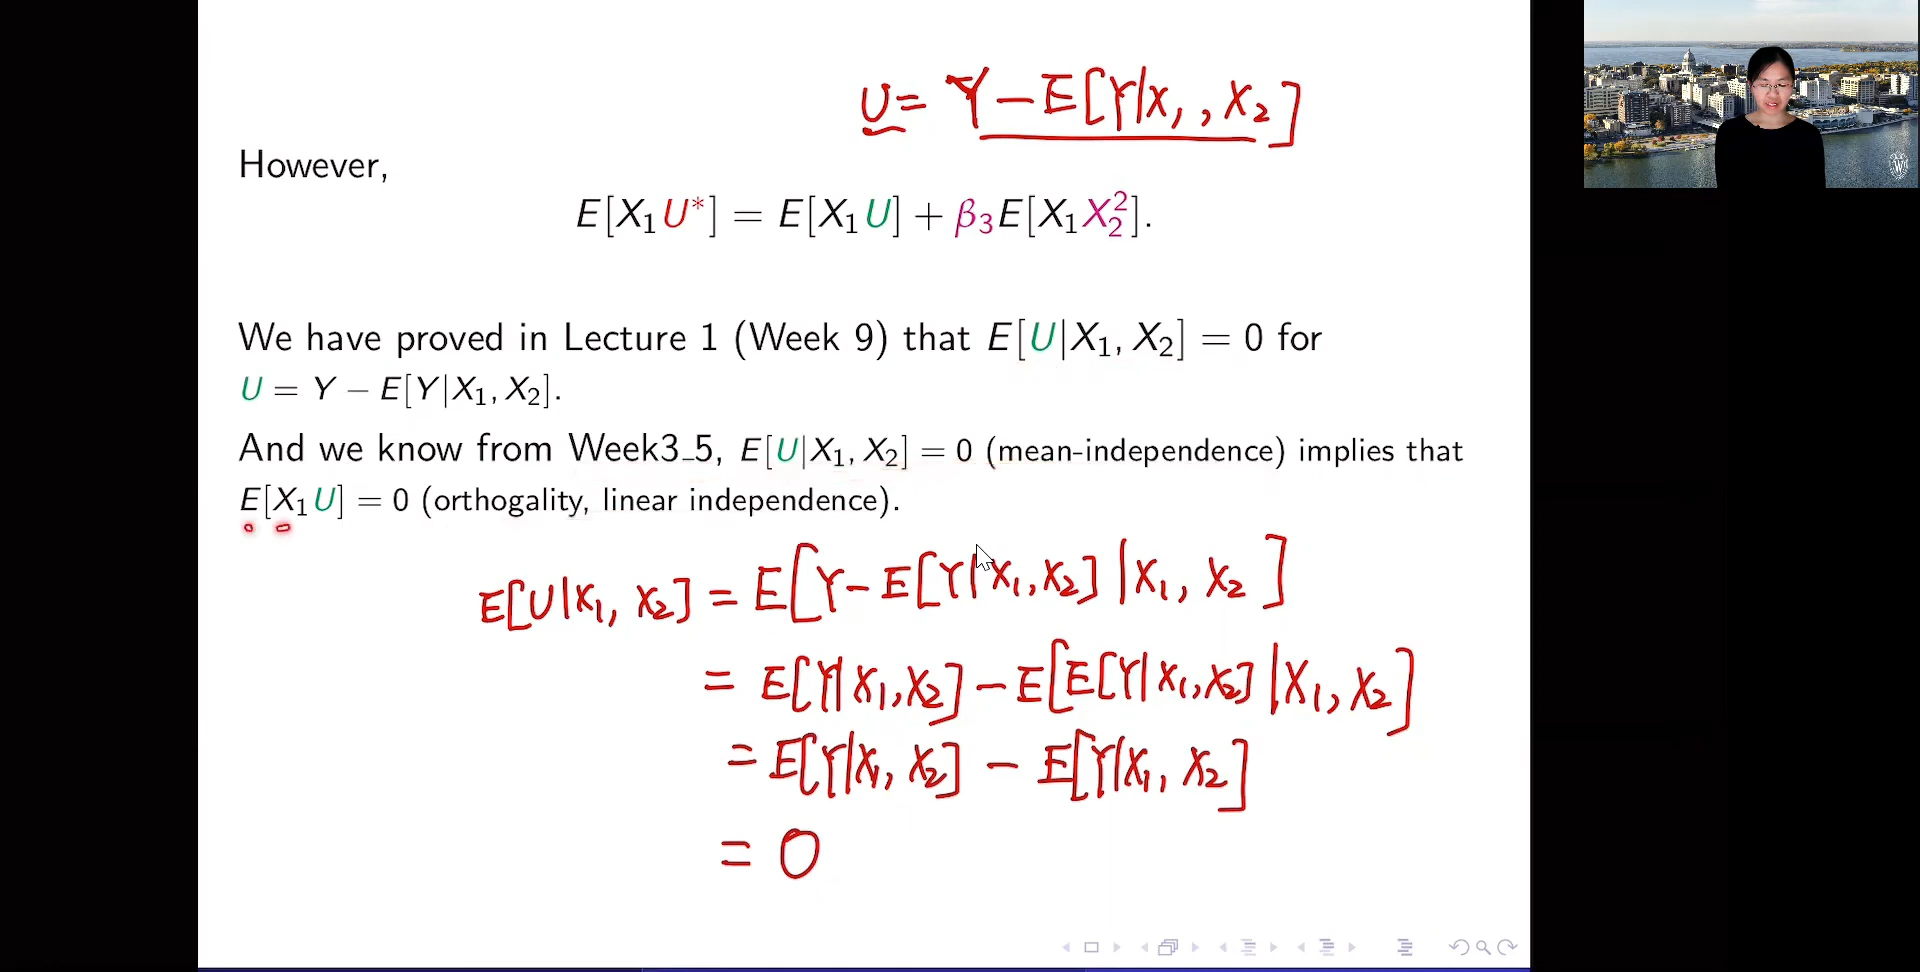 U = Y - E[Y|X₁, X₂]
However,
E[X₁U*] = E[X₁U] + β₃E[X₁X₂²].
We have proved in Lecture 1 (Week 9) that E[U|X₁, X₂] = 0 for
U = Y − E[Y|X₁, X₂].
And we know from Week3_5, E[U|X₁, X₂] = 0 (mean-independence) implies that
E[X₁U] = 0 (orthogality, linear independence).
E[U|X₁, X₂] = E[Y - E[Y|X₁, X₂] | X₁, X₂]
= E[Y|X₁, X₂] - E[E[Y|X₁, X₂] | X₁, X₂]
= E[Y|X₁, X₂] - E[Y|X₁, X₂]
= 0
W